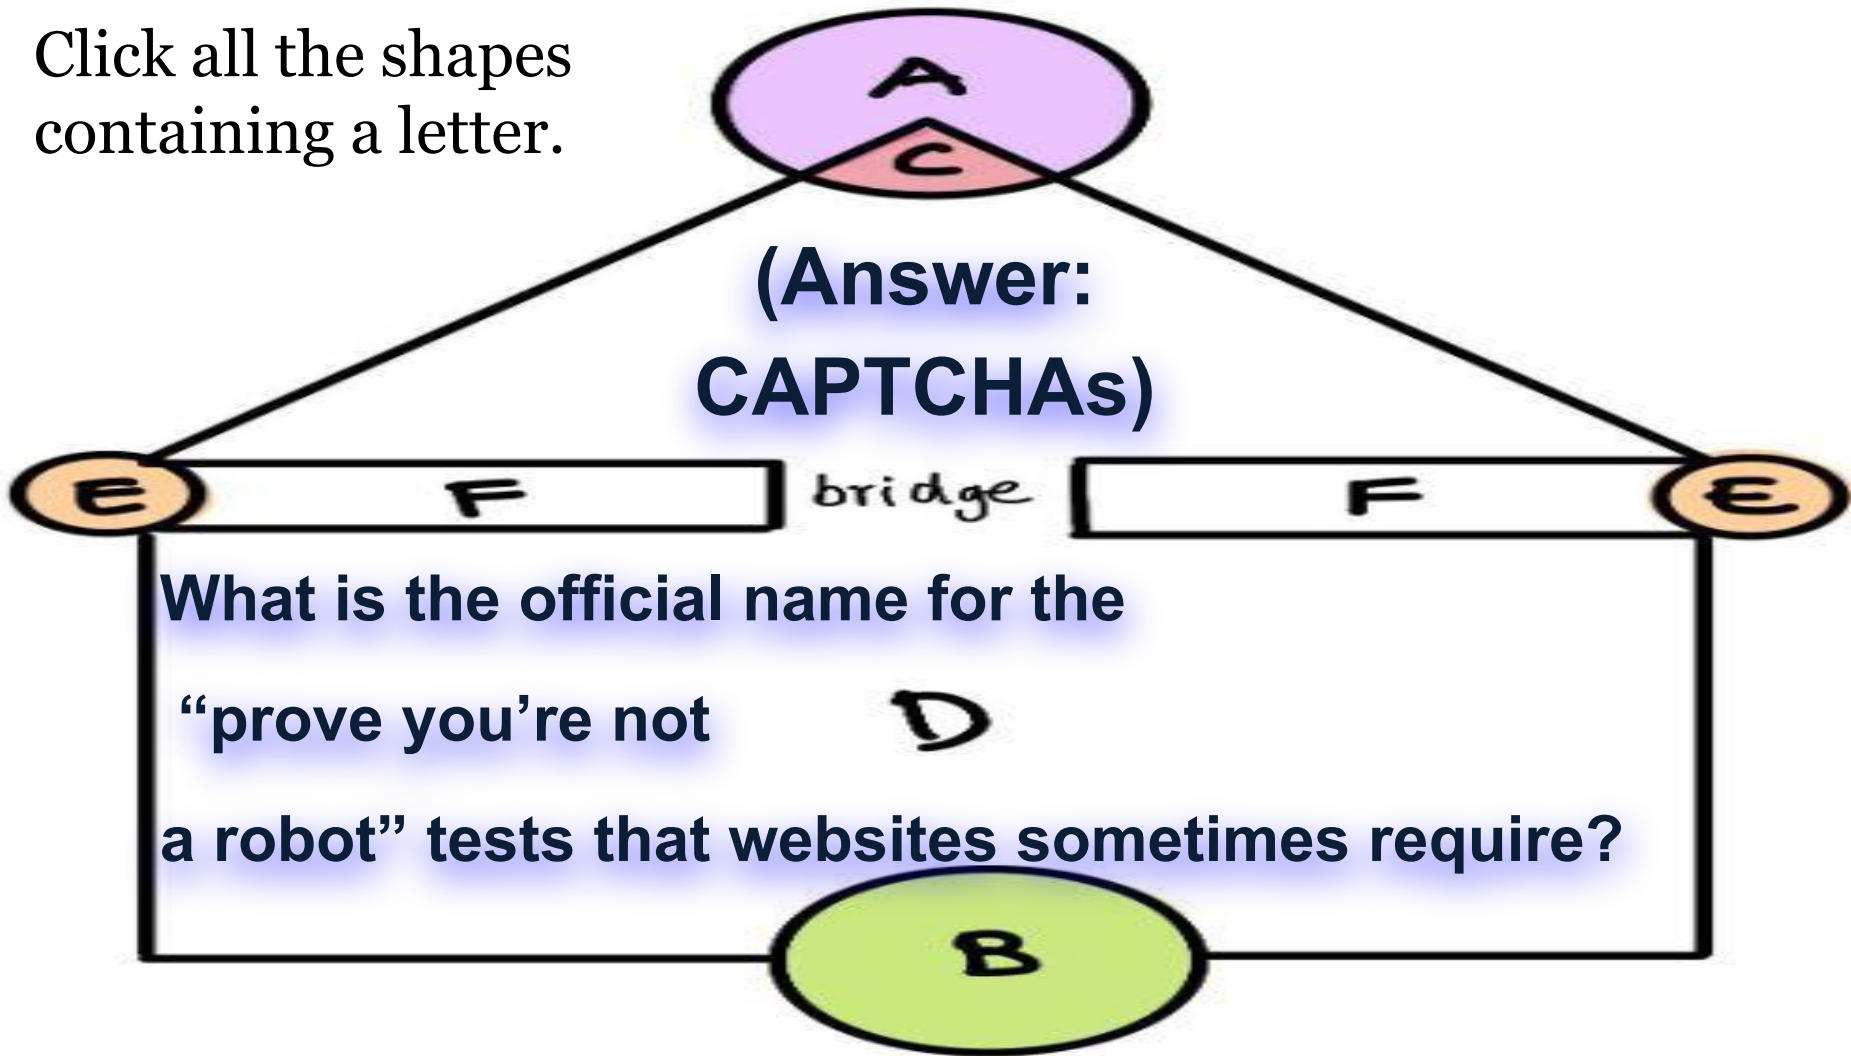 Click all the shapes
containing a letter.
A
C
(Answer:
CAPTCHAs)
E
F
bridge
F
E
What is the official name for the
“prove you’re not
D
a robot” tests that websites sometimes require?
B